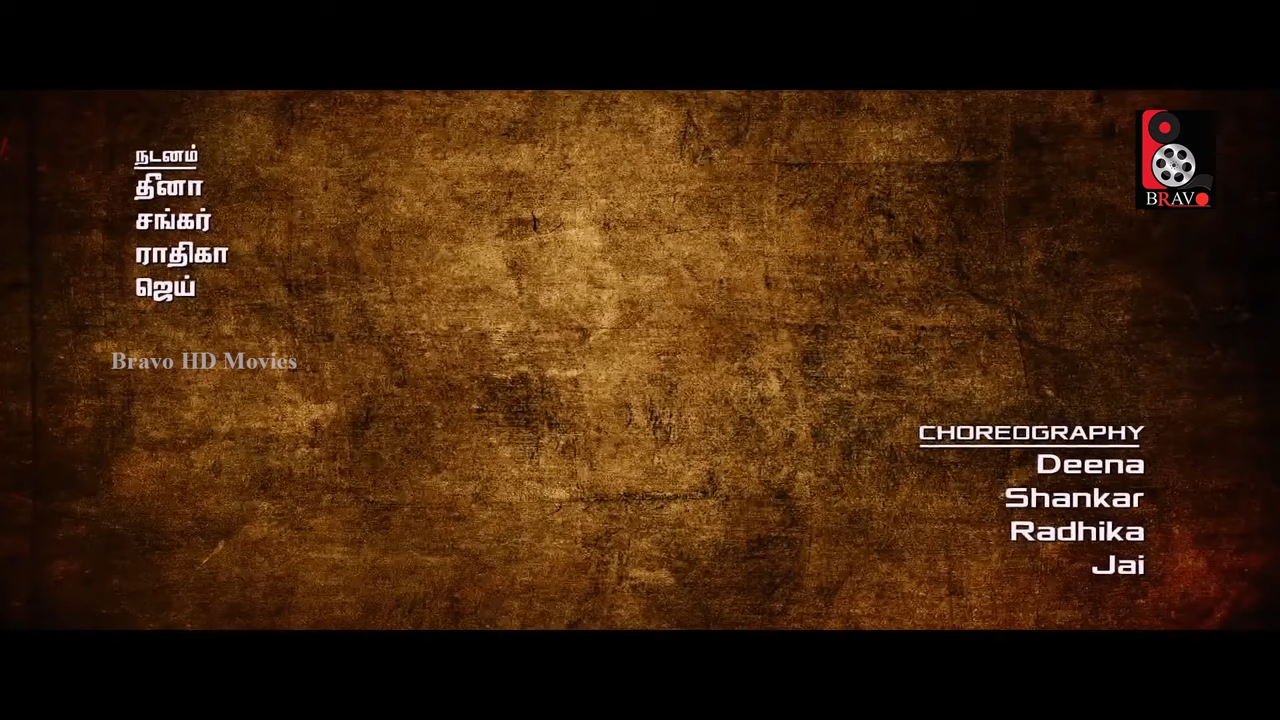 நடனம்
தீனா
சங்கர்
ராதிகா
ஜெய்
BRAVO
Bravo HD Movies
CHOREOGRAPHY
Deena
Shankar
Radhika
Jai